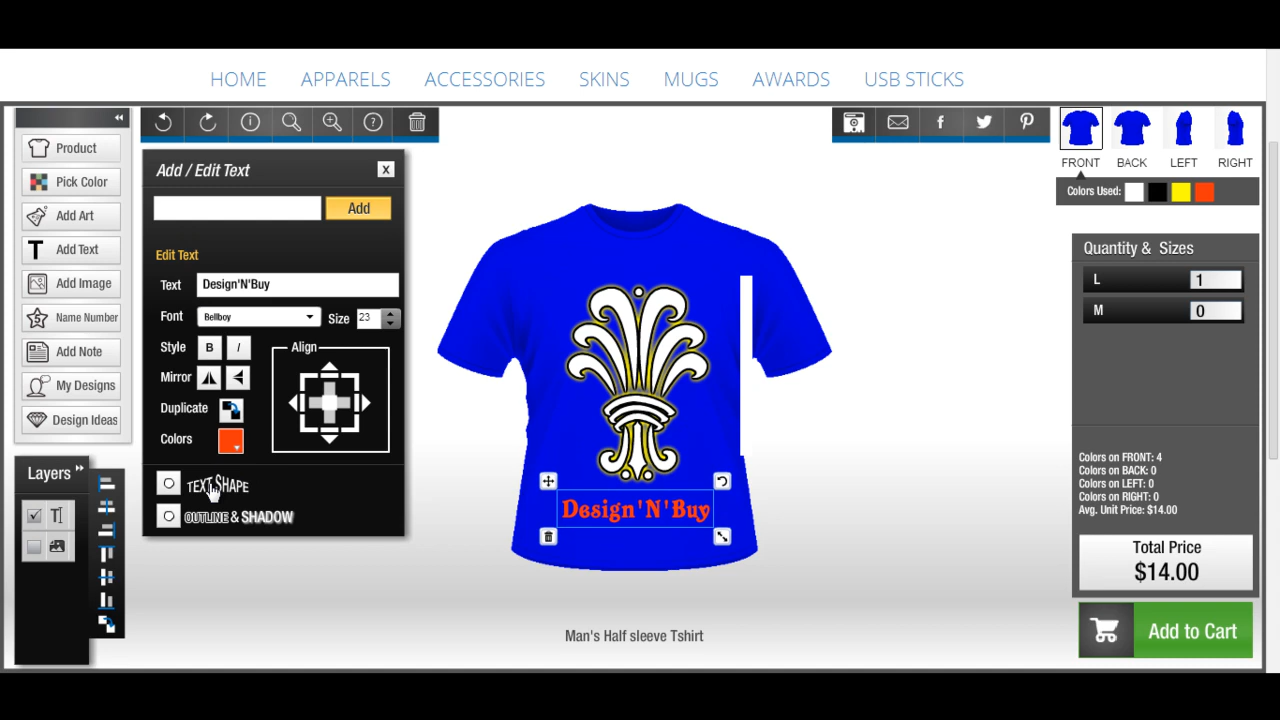 HOME APPARELS ACCESSORIES SKINS MUGS AWARDS USB STICKS
Product
Pick Color
Add Art
Add Text
Add Image
Name Number
Add Note
My Designs
Design Ideas
Layers
Add / Edit Text
X
Add
Edit Text
Text Design'N'Buy
Font Bellboy Size 23
Style B I
Align
Mirror
Duplicate
Colors
TEXT SHAPE
OUTLINE & SHADOW
Design'N'Buy
Man's Half sleeve Tshirt
FRONT BACK LEFT RIGHT
Colors Used:
Quantity & Sizes
L 1
M 0
Colors on FRONT: 4
Colors on BACK: 0
Colors on LEFT: 0
Colors on RIGHT: 0
Avg. Unit Price: $14.00
Total Price
$14.00
Add to Cart